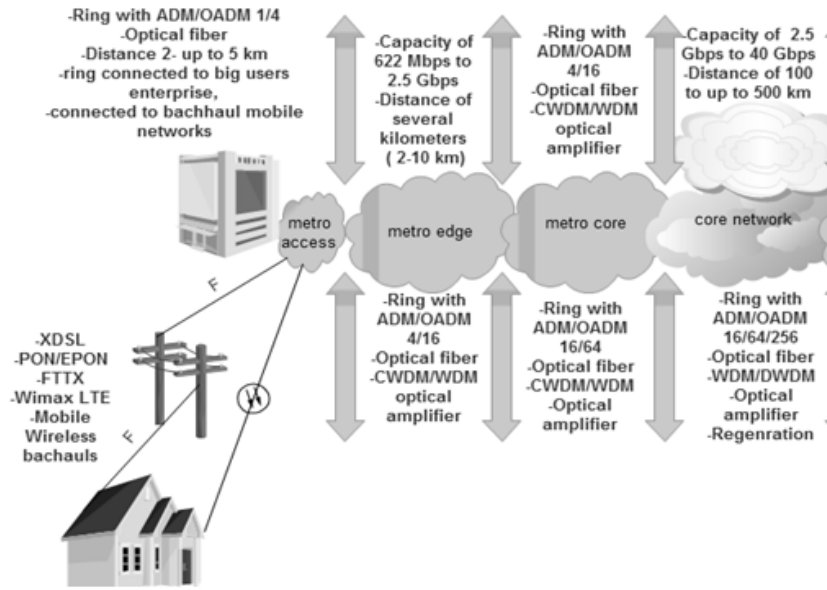 -Ring with ADM/OADM 1/4
-Optical fiber
-Distance 2- up to 5 km
-ring connected to big users
enterprise,
-connected to bachhaul mobile
networks
-Capacity of
622 Mbps to
2.5 Gbps
-Distance of
several
kilometers
( 2-10 km)
-Ring with
ADM/OADM
4/16
-Optical fiber
-CWDM/WDM
optical
amplifier
-Capacity of 2.5
Gbps to 40 Gbps
-Distance of 100
to up to 500 km
metro
access
metro edge
metro core
core network
F
-XDSL
-PON/EPON
-FTTX
-Wimax LTE
-Mobile
Wireless
bachauls
F
-Ring with
ADM/OADM
4/16
-Optical fiber
-CWDM/WDM
optical
amplifier
-Ring with
ADM/OADM
16/64
-Optical fiber
-CWDM/WDM
-Optical
amplifier
-Ring with
ADM/OADM
16/64/256
-Optical fiber
-WDM/DWDM
-Optical
amplifier
-Regenration